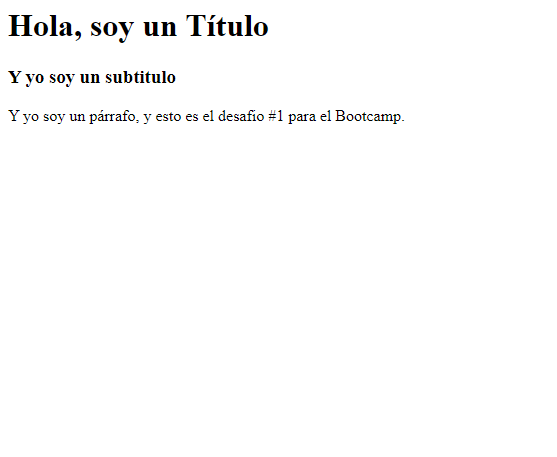 Hola, soy un Título
Y yo soy un subtitulo
Y yo soy un párrafo, y esto es el desafio #1 para el Bootcamp.